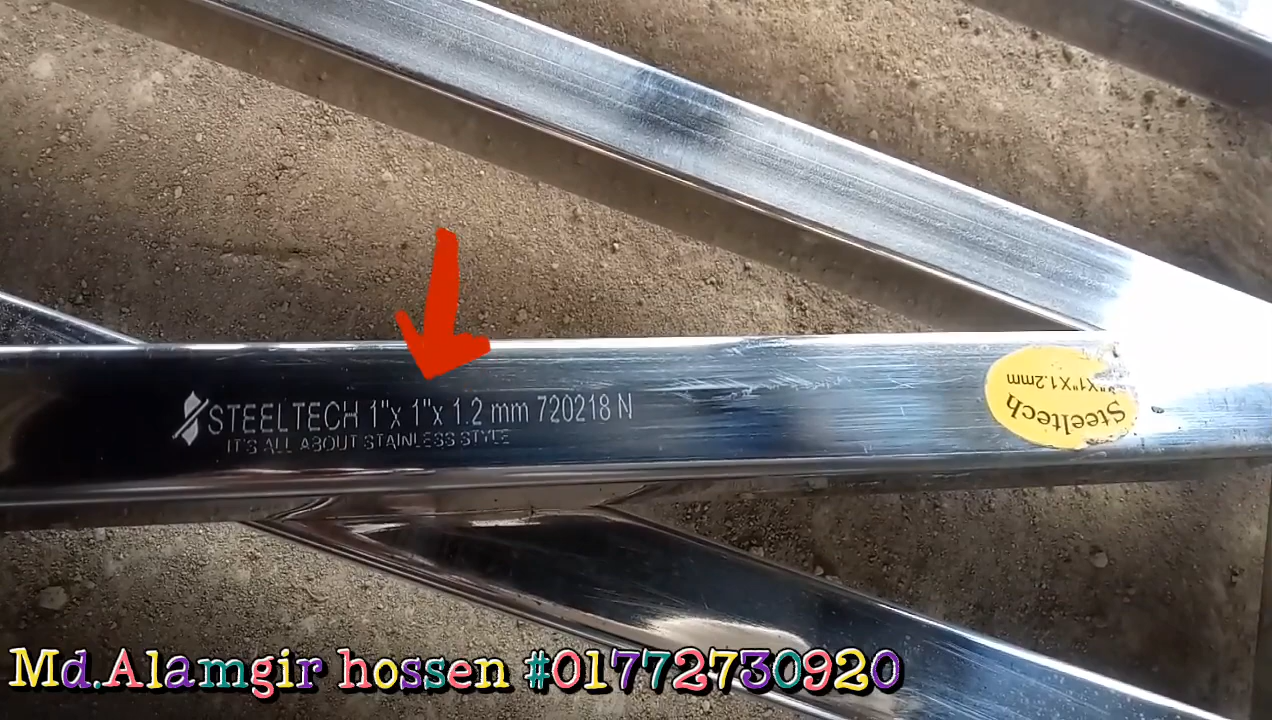 STEELTECH 1"x 1"x 1.2 mm 720218 N
IT'S ALL ABOUT STAINLESS STYLE
Steeltech
1"X1"X1.2mm
Md.Alamgir hossen #01772730920